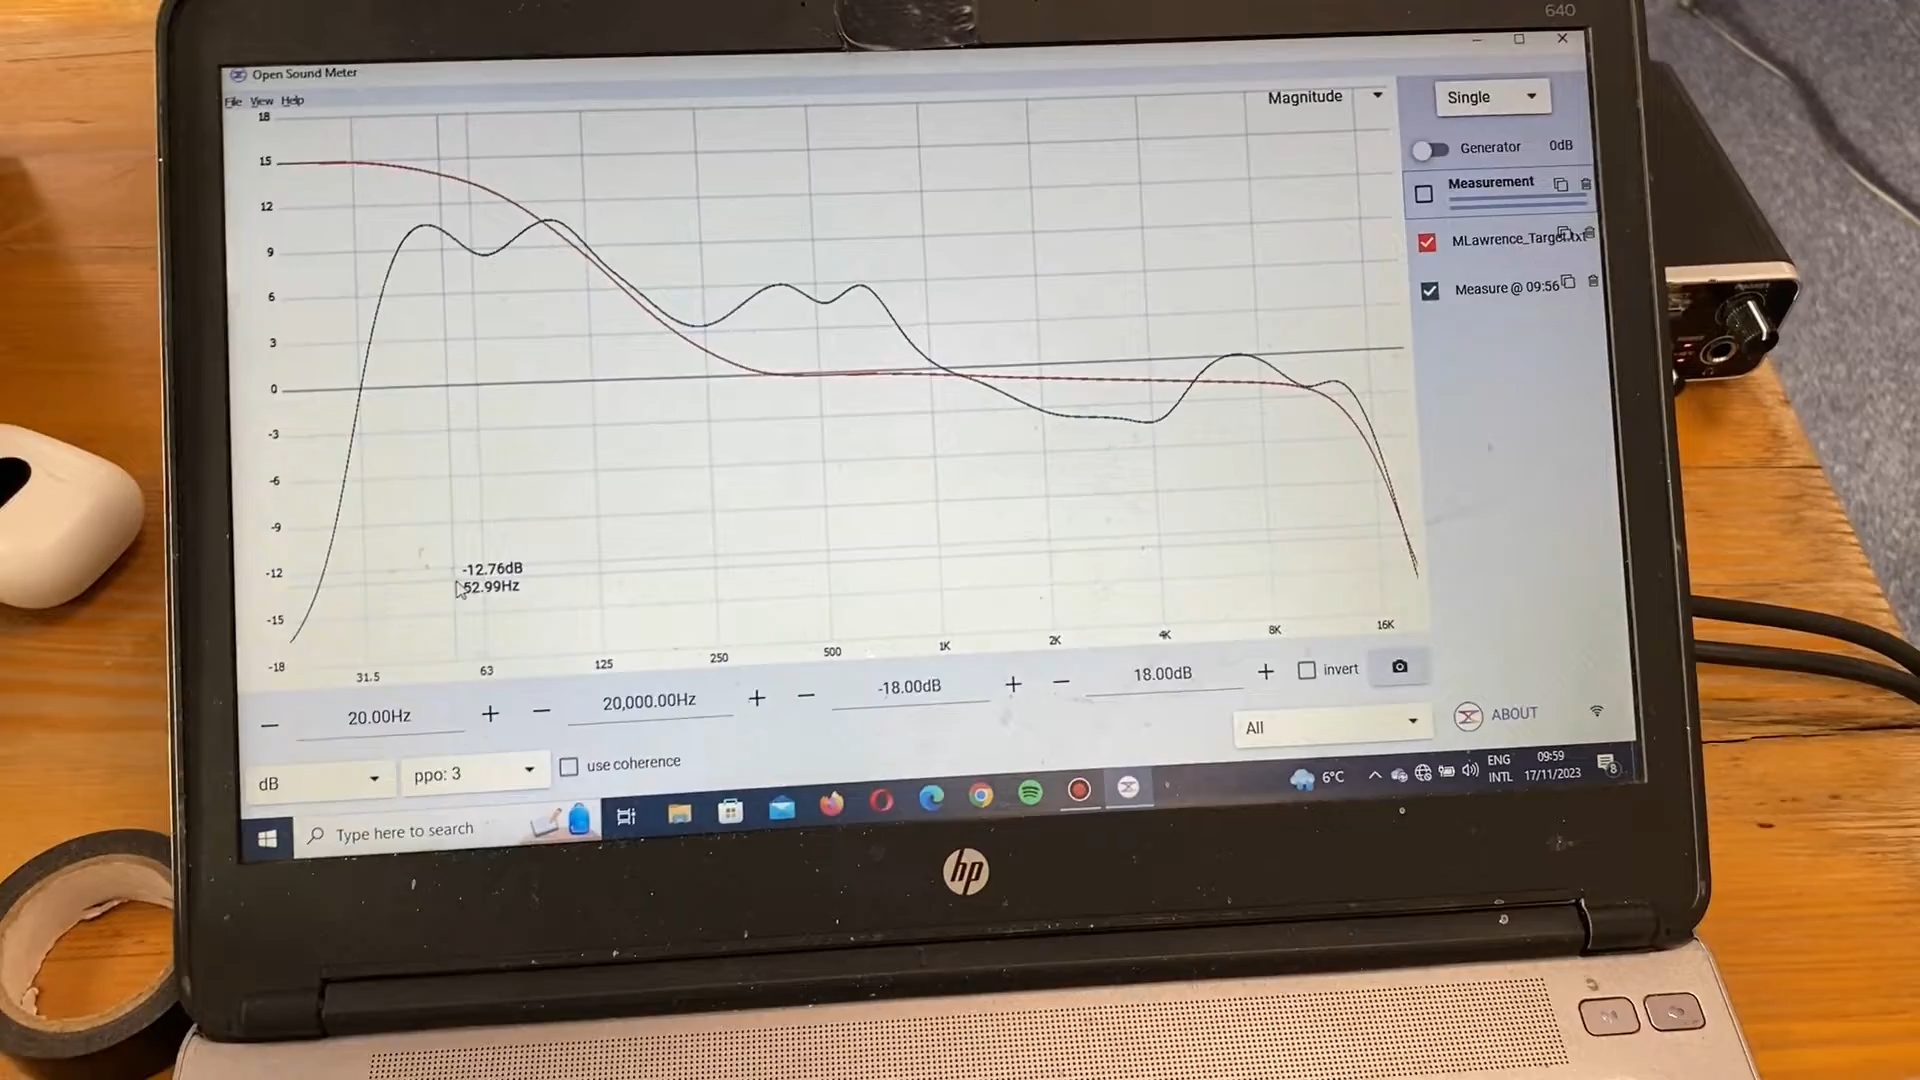 640
Open Sound Meter
File View Help
Magnitude
Single
Generator 0dB
Measurement
MLawrence_Target.txt
Measure @ 09:56
18
15
12
9
6
3
0
-3
-6
-9
-12
-15
-18
-12.76dB
52.99Hz
31.5 63 125 250 500 1K 2K 4K 8K 16K
20.00Hz + − 20,000.00Hz + − -18.00dB + − 18.00dB + invert
dB ppo: 3 use coherence All ABOUT
Type here to search
6°C ENG INTL 09:59 17/11/2023 8
hp